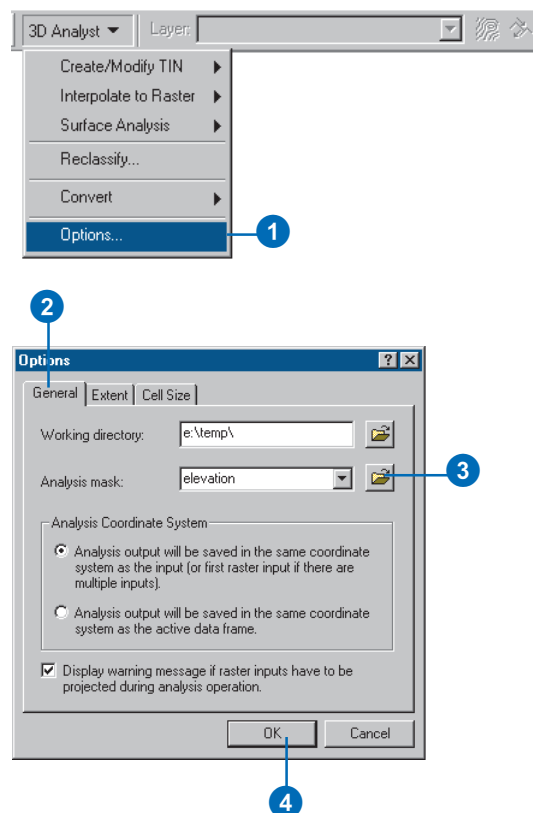 3D Analyst Layer:
Create/Modify TIN
Interpolate to Raster
Surface Analysis
Reclassify...
Convert
Options...
1
2
Options
General Extent Cell Size
Working directory: e:\temp\
Analysis mask: elevation
3
Analysis Coordinate System
Analysis output will be saved in the same coordinate
system as the input (or first raster input if there are
multiple inputs).
Analysis output will be saved in the same coordinate
system as the active data frame.
Display warning message if raster inputs have to be
projected during analysis operation.
OK Cancel
4